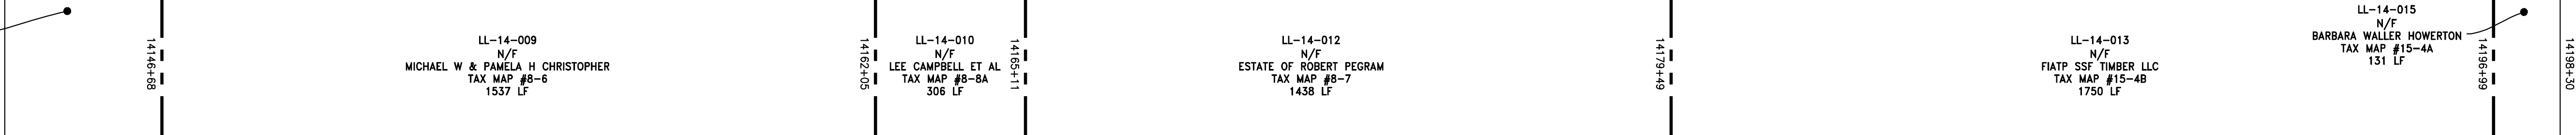 14146+68
LL-14-009
N/F
MICHAEL W & PAMELA H CHRISTOPHER
TAX MAP #8-6
1537 LF
14162+05
LL-14-010
N/F
LEE CAMPBELL ET AL
TAX MAP #8-8A
306 LF
14165+11
LL-14-012
N/F
ESTATE OF ROBERT PEGRAM
TAX MAP #8-7
1438 LF
14179+49
LL-14-013
N/F
FIATP SSF TIMBER LLC
TAX MAP #15-4B
1750 LF
LL-14-015
N/F
BARBARA WALLER HOWERTON
TAX MAP #15-4A
131 LF
14196+99
14198+30